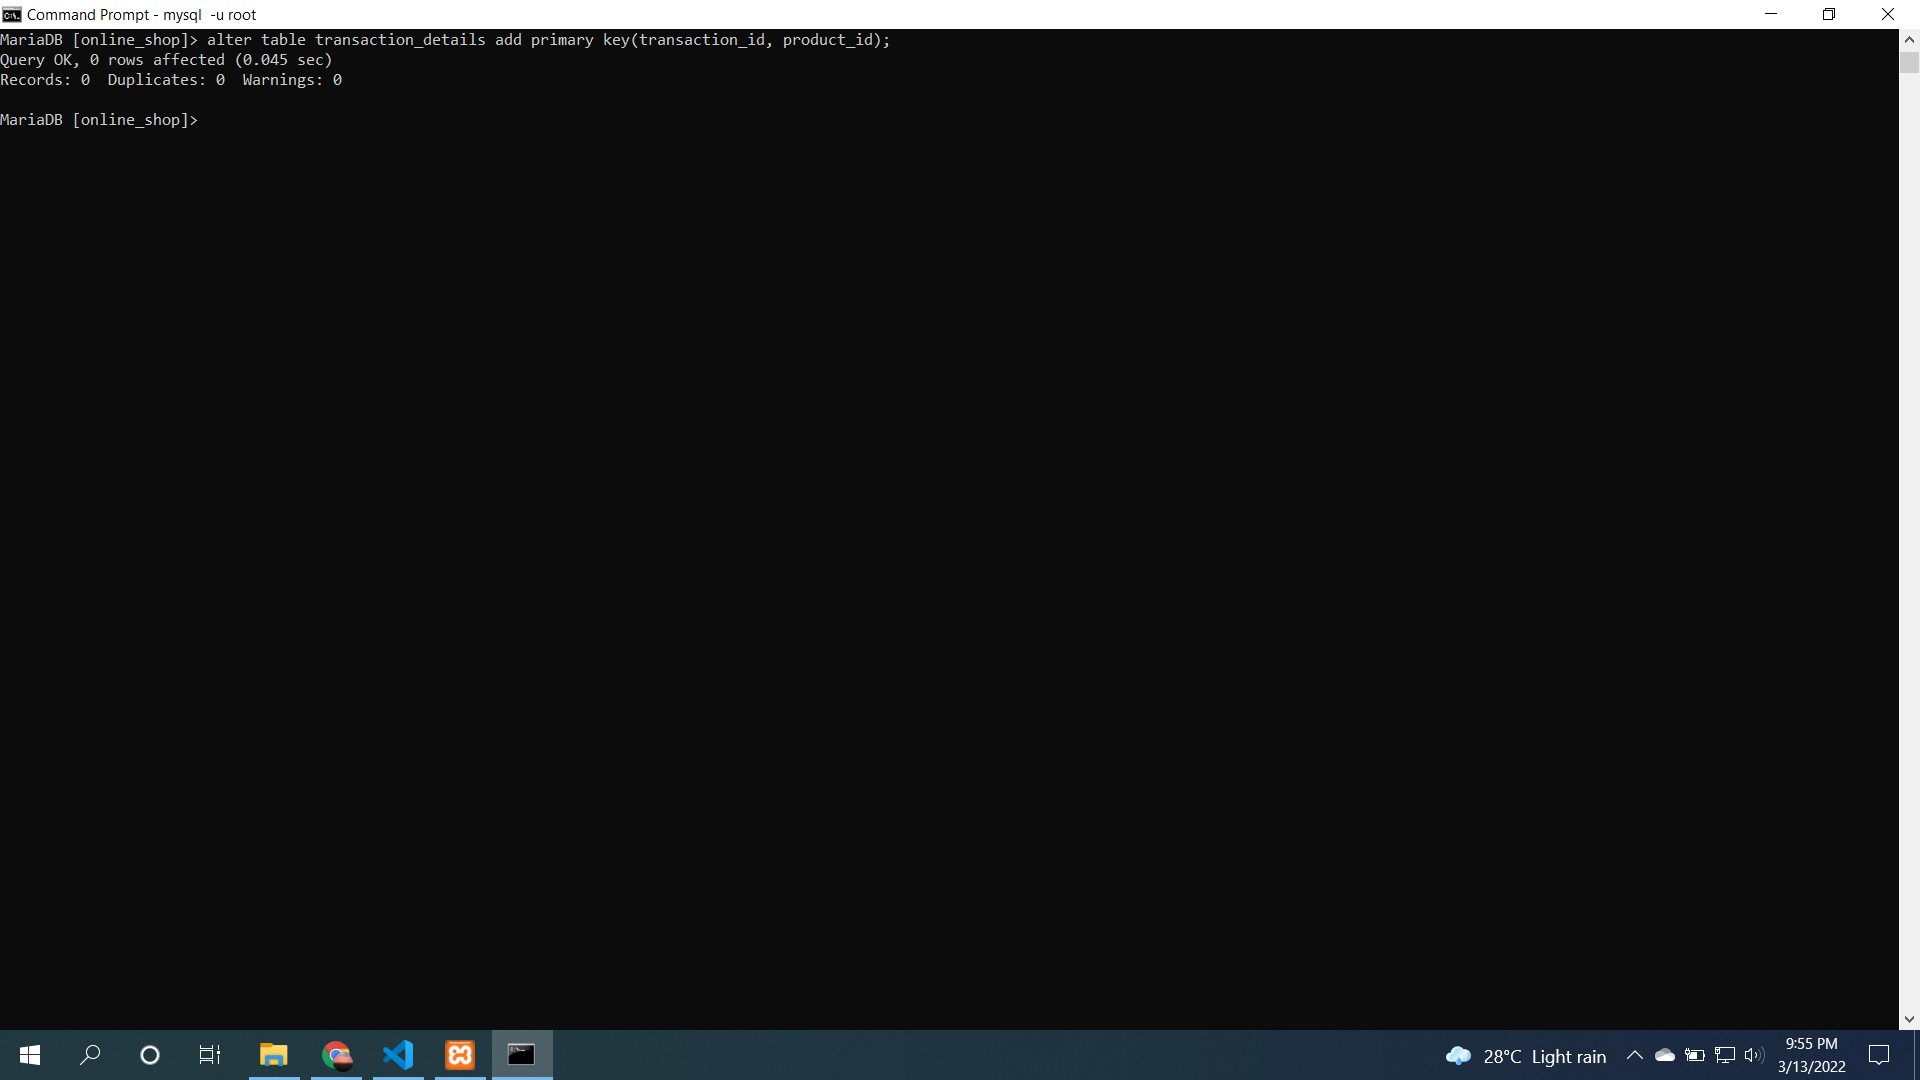 Command Prompt - mysql  -u root
MariaDB [online_shop]> alter table transaction_details add primary key(transaction_id, product_id);
Query OK, 0 rows affected (0.045 sec)
Records: 0  Duplicates: 0  Warnings: 0
MariaDB [online_shop]>
28°C  Light rain
9:55 PM
3/13/2022